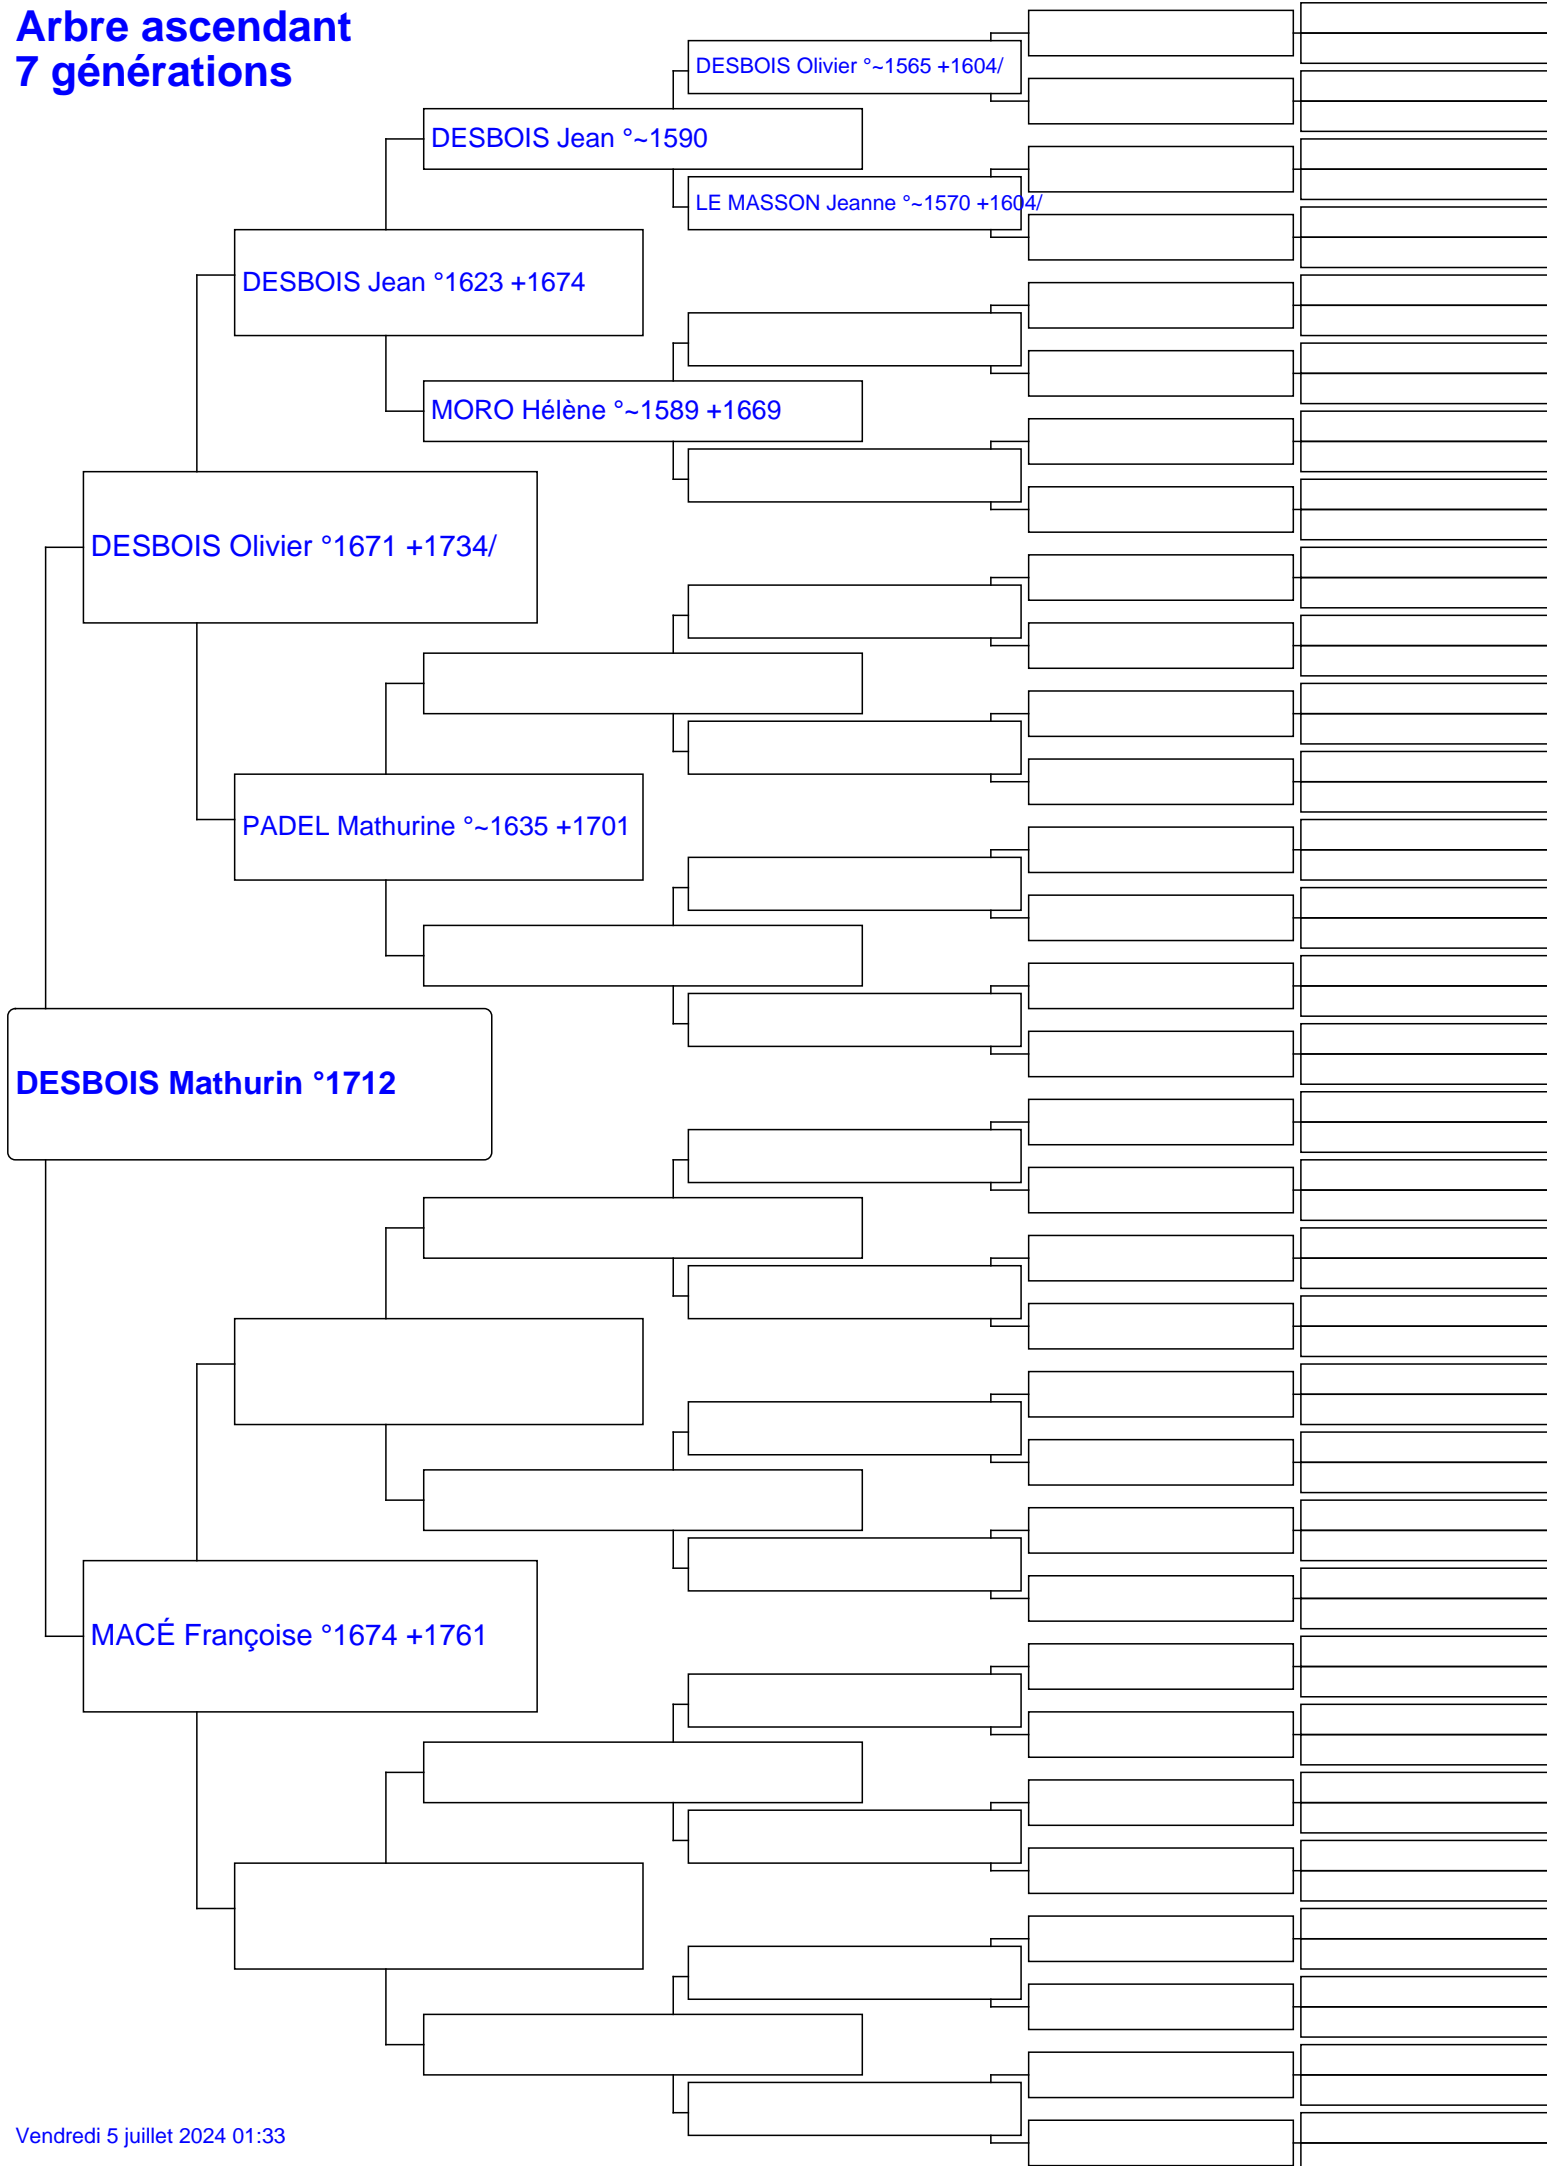 Arbre ascendant
7 générations
DESBOIS Olivier °~1565 +1604/
DESBOIS Jean °~1590
LE MASSON Jeanne °~1570 +1604/
DESBOIS Jean °1623 +1674
MORO Hélène °~1589 +1669
DESBOIS Olivier °1671 +1734/
PADEL Mathurine °~1635 +1701
DESBOIS Mathurin °1712
MACÉ Françoise °1674 +1761
Vendredi 5 juillet 2024 01:33